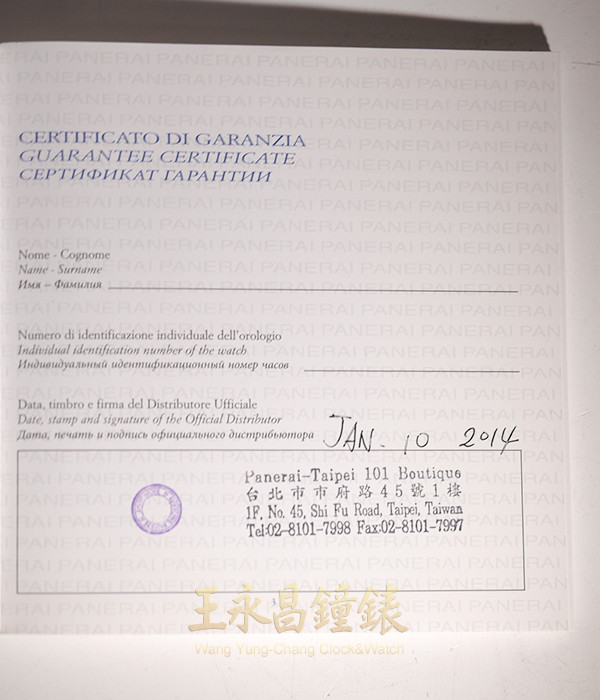 CERTIFICATO DI GARANZIA
GUARANTEE CERTIFICATE
СЕРТИФИКАТ ГАРАНТИИ
Nome - Cognome
Name - Surname
Имя – Фамилия
Numero di identificazione individuale dell'orologio
Individual identification number of the watch
Индивидуальный идентификационный номер часов
Data, timbro e firma del Distributore Ufficiale
Date, stamp and signature of the Official Distributor
Дата, печать и подпись официального дистрибьютора
JAN. 10 2014
Panerai-Taipei 101 Boutique
台北市市府路45號1樓
1F, No. 45, Shi Fu Road, Taipei, Taiwan
Tel:02-8101-7998 Fax:02-8101-7997
王永昌鐘錶
Wang Yung-Chang Clock&Watch